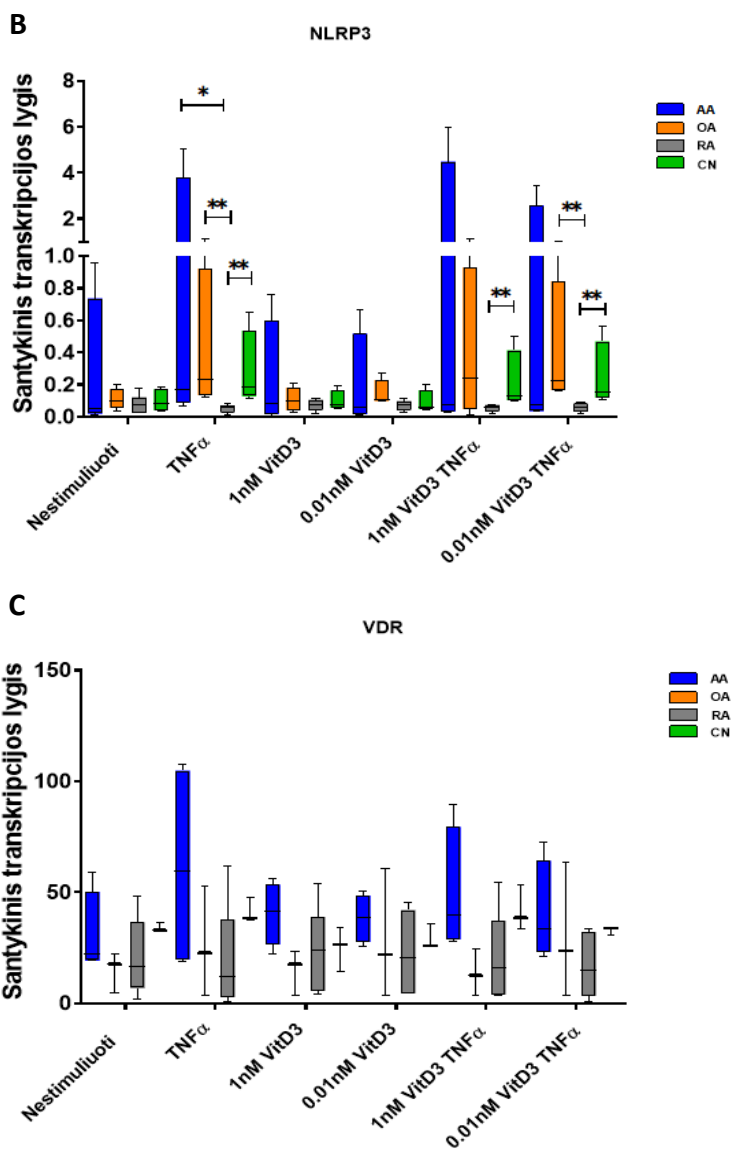 B
NLRP3
Santykinis transkripcijos lygis
8
6
4
2
1.0
0.8
0.6
0.4
0.2
0.0
*
**
**
**
**
**
AA
OA
RA
CN
Nestimuliuoti
TNFα
1nM VitD3
0.01nM VitD3
1nM VitD3 TNFα
0.01nM VitD3 TNFα
C
VDR
Santykinis transkripcijos lygis
150
100
50
0
AA
OA
RA
CN
Nestimuliuoti
TNFα
1nM VitD3
0.01nM VitD3
1nM VitD3 TNFα
0.01nM VitD3 TNFα